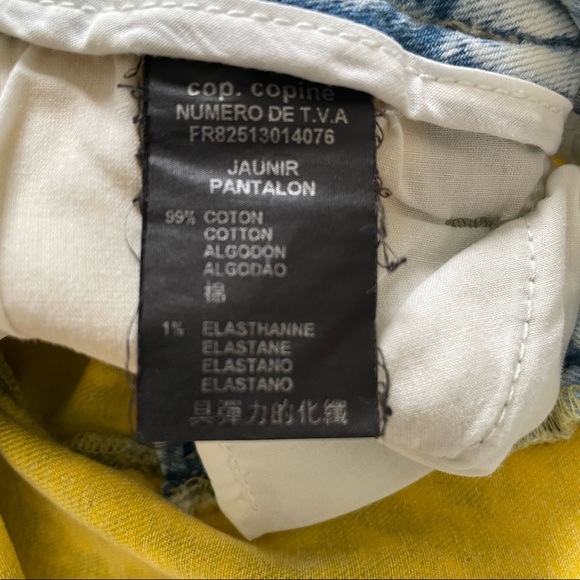 cop. copine
NUMERO DE T.V.A
FR82513014076
JAUNIR
PANTALON
99% COTON
COTTON
ALGODON
ALGODAO
棉
1% ELASTHANNE
ELASTANE
ELASTANO
ELASTANO
具彈力的化纖